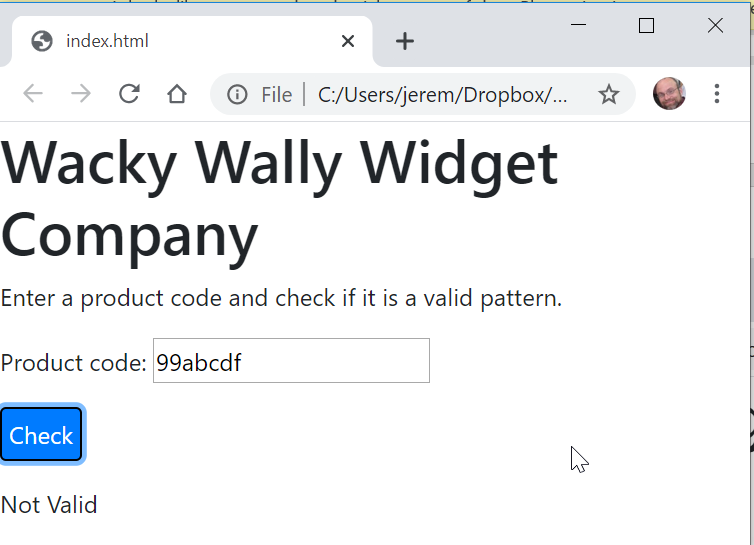 index.html
File | C:/Users/jerem/Dropbox/...
Wacky Wally Widget
Company
Enter a product code and check if it is a valid pattern.
Product code: 99abcdf
Check
Not Valid